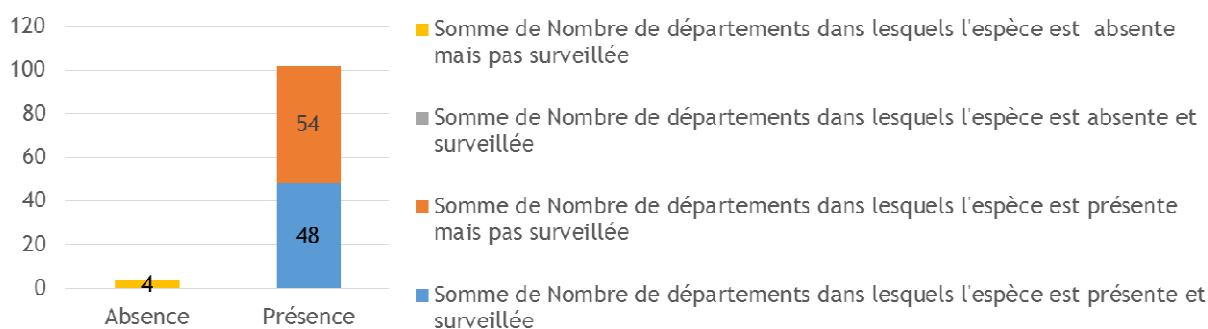 120
100
80
60
40
20
0
4
54
48
Absence
Présence
Somme de Nombre de départements dans lesquels l'espèce est absente
mais pas surveillée
Somme de Nombre de départements dans lesquels l'espèce est absente et
surveillée
Somme de Nombre de départements dans lesquels l'espèce est présente
mais pas surveillée
Somme de Nombre de départements dans lesquels l'espèce est présente et
surveillée